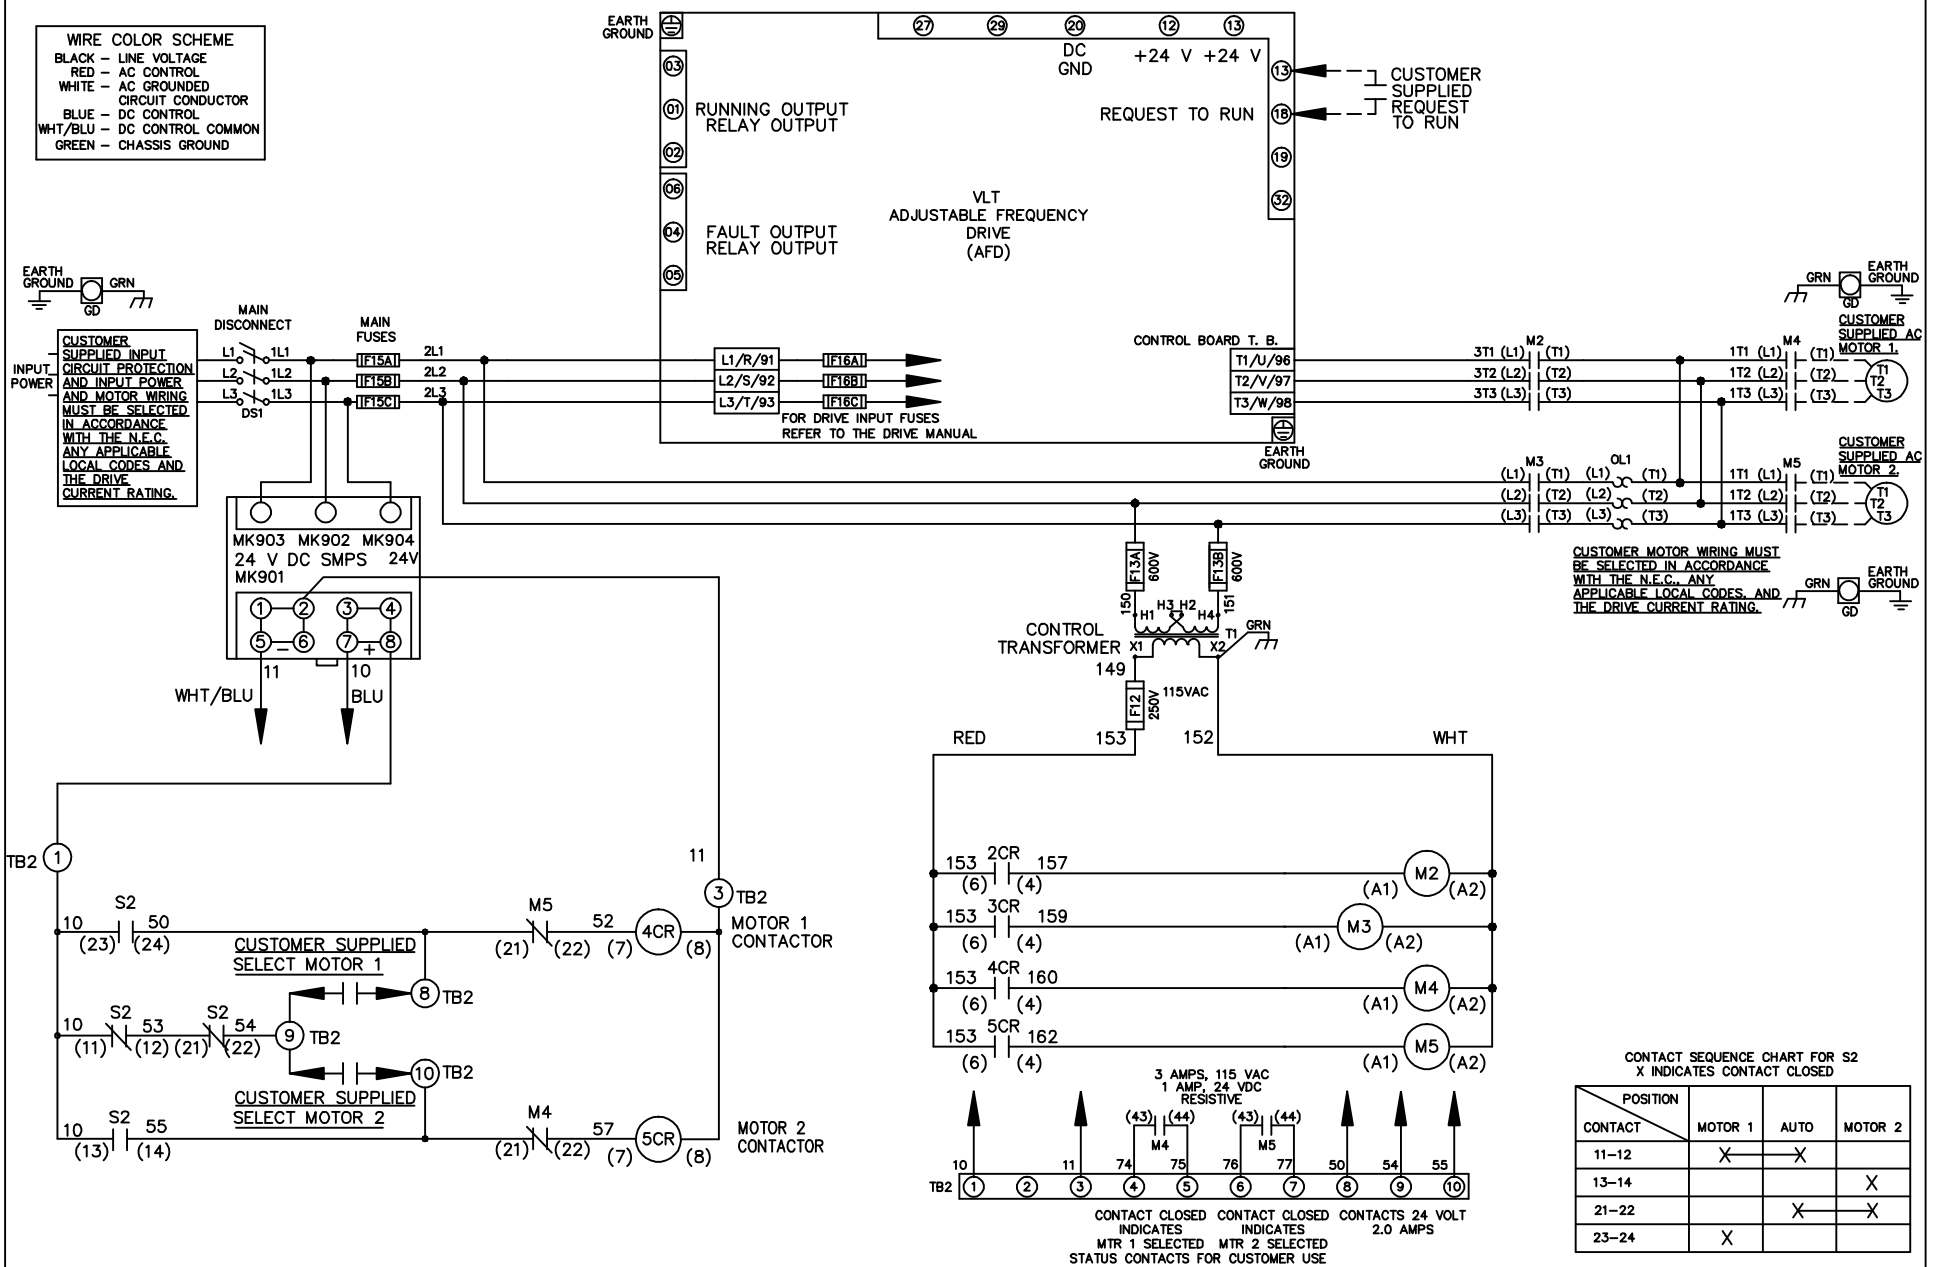 WIRE COLOR SCHEME
BLACK – LINE VOLTAGE
RED – AC CONTROL
WHITE – AC GROUNDED
CIRCUIT CONDUCTOR
BLUE – DC CONTROL
WHT/BLU – DC CONTROL COMMON
GREEN – CHASSIS GROUND
EARTH
GROUND
03
01
02
RUNNING OUTPUT
RELAY OUTPUT
06
04
05
FAULT OUTPUT
RELAY OUTPUT
27 29 20 12 13
DC
GND
+24 V +24 V
13
REQUEST TO RUN 18
19
32
CUSTOMER
SUPPLIED
REQUEST
TO RUN
VLT
ADJUSTABLE FREQUENCY
DRIVE
(AFD)
EARTH
GROUND
GRN
GD
INPUT
POWER
CUSTOMER
SUPPLIED INPUT
CIRCUIT PROTECTION
AND INPUT POWER
AND MOTOR WIRING
MUST BE SELECTED
IN ACCORDANCE
WITH THE N.E.C.
ANY APPLICABLE
LOCAL CODES AND
THE DRIVE
CURRENT RATING.
MAIN
DISCONNECT
L1 1L1
L2 1L2
L3 1L3
DS1
MAIN
FUSES
F15A 2L1
F15B 2L2
F15C 2L3
L1/R/91 F16A
L2/S/92 F16B
L3/T/93 F16C
FOR DRIVE INPUT FUSES
REFER TO THE DRIVE MANUAL
CONTROL BOARD T. B.
T1/U/96
T2/V/97
T3/W/98
EARTH
GROUND
M2
3T1 (L1) (T1)
3T2 (L2) (T2)
3T3 (L3) (T3)
M4
1T1 (L1) (T1)
1T2 (L2) (T2)
1T3 (L3) (T3)
GRN
GD
EARTH
GROUND
CUSTOMER
SUPPLIED AC
MOTOR 1.
T1
T2
T3
M3 OL1
(L1) (T1) (L1) (T1)
(L2) (T2) (L2) (T2)
(L3) (T3) (L3) (T3)
M5
1T1 (L1) (T1)
1T2 (L2) (T2)
1T3 (L3) (T3)
CUSTOMER
SUPPLIED AC
MOTOR 2.
T1
T2
T3
CUSTOMER MOTOR WIRING MUST
BE SELECTED IN ACCORDANCE
WITH THE N.E.C., ANY
APPLICABLE LOCAL CODES, AND
THE DRIVE CURRENT RATING.
GRN
GD
EARTH
GROUND
MK903 MK902 MK904
24 V DC SMPS 24V
MK901
1 2 3 4
5 – 6 7 + 8
11 10
WHT/BLU BLU
F13A 600V
F13B 600V
150 151
H1 H3 H2 H4
CONTROL
TRANSFORMER
X1 X2 T1 GRN
149
F12 250V
115VAC
153 152
RED WHT
TB2 1
11
3 TB2
S2
10 50
(23) (24)
M5
52
(21) (22) (7) 4CR (8)
MOTOR 1
CONTACTOR
CUSTOMER SUPPLIED
SELECT MOTOR 1
8 TB2
S2 S2
10 53 54
(11) (12) (21) (22)
9 TB2
10 TB2
CUSTOMER SUPPLIED
SELECT MOTOR 2
S2
10 55
(13) (14)
M4
57
(21) (22) (7) 5CR (8)
MOTOR 2
CONTACTOR
2CR
153 157
(6) (4) (A1) M2 (A2)
3CR
153 159
(6) (4) (A1) M3 (A2)
4CR
153 160
(6) (4) (A1) M4 (A2)
5CR
153 162
(6) (4) (A1) M5 (A2)
3 AMPS, 115 VAC
1 AMP, 24 VDC
RESISTIVE
(43) (44) (43) (44)
M4 M5
10 11 74 75 76 77 50 54 55
TB2 1 2 3 4 5 6 7 8 9 10
CONTACT CLOSED
INDICATES
MTR 1 SELECTED
CONTACT CLOSED
INDICATES
MTR 2 SELECTED
STATUS CONTACTS FOR CUSTOMER USE
CONTACTS 24 VOLT
2.0 AMPS
CONTACT SEQUENCE CHART FOR S2
X INDICATES CONTACT CLOSED
POSITION
CONTACT MOTOR 1 AUTO MOTOR 2
11–12 X X
13–14 X
21–22 X X
23–24 X